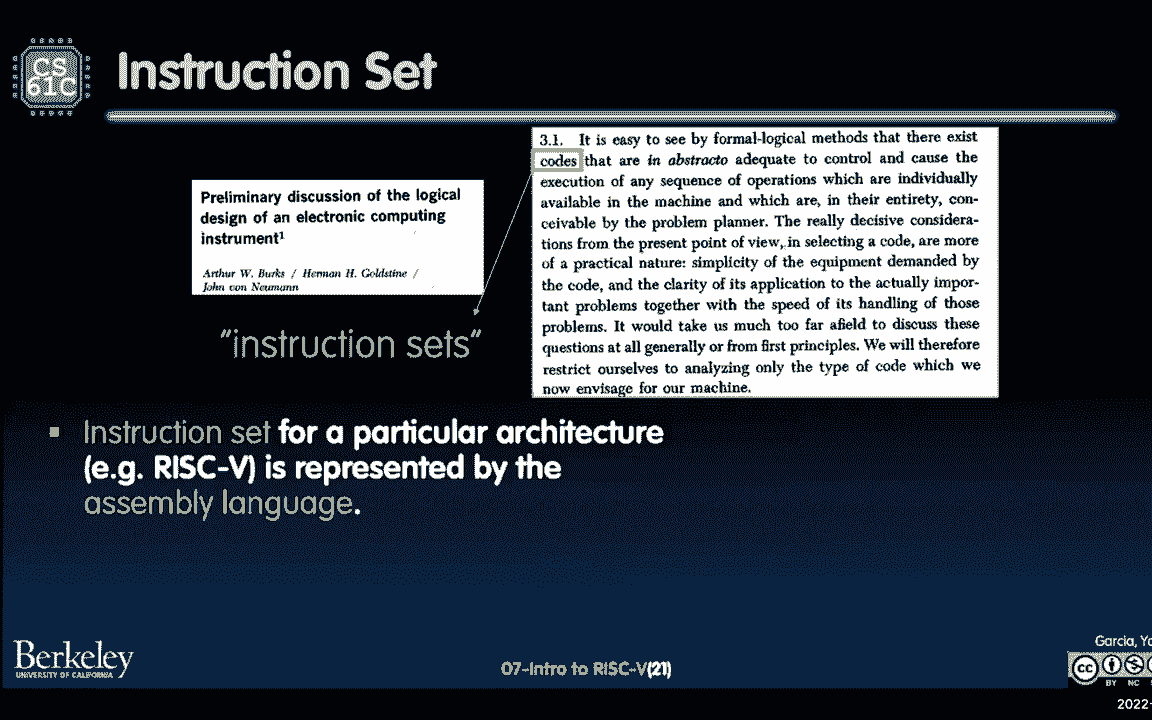 CS
61C
Instruction Set
Preliminary discussion of the logical
design of an electronic computing
instrument¹
Arthur W. Burks / Herman H. Goldstine /
John von Neumann
"instruction sets"
3.1. It is easy to see by formal-logical methods that there exist
codes that are in abstracto adequate to control and cause the
execution of any sequence of operations which are individually
available in the machine and which are, in their entirety, con-
ceivable by the problem planner. The really decisive considera-
tions from the present point of view, in selecting a code, are more
of a practical nature: simplicity of the equipment demanded by
the code, and the clarity of its application to the actually impor-
tant problems together with the speed of its handling of those
problems. It would take us much too far afield to discuss these
questions at all generally or from first principles. We will therefore
restrict ourselves to analyzing only the type of code which we
now envisage for our machine.
▪ Instruction set for a particular architecture
(e.g. RISC-V) is represented by the
assembly language.
Berkeley
UNIVERSITY OF CALIFORNIA
07-Intro to RISC-V(21)
Garcia,
cc
BY NC
2022-